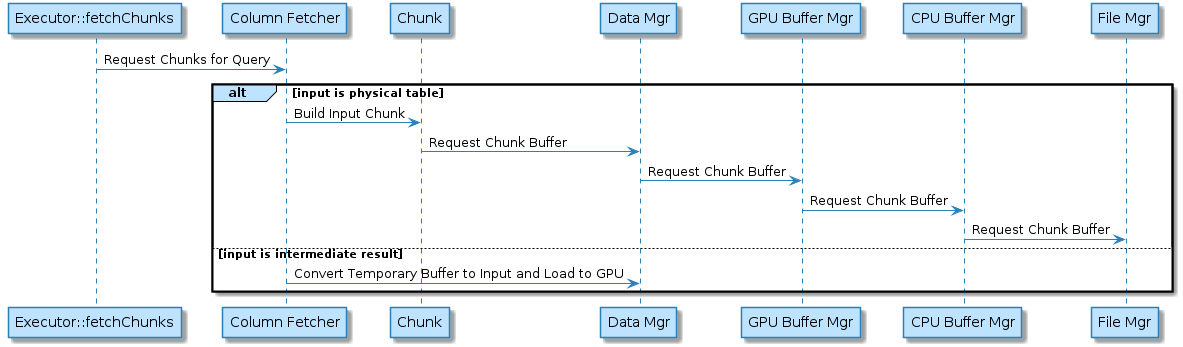 Executor::fetchChunks
Column Fetcher
Chunk
Data Mgr
GPU Buffer Mgr
CPU Buffer Mgr
File Mgr
Request Chunks for Query
alt
[input is physical table]
Build Input Chunk
Request Chunk Buffer
Request Chunk Buffer
Request Chunk Buffer
Request Chunk Buffer
[input is intermediate result]
Convert Temporary Buffer to Input and Load to GPU
Executor::fetchChunks
Column Fetcher
Chunk
Data Mgr
GPU Buffer Mgr
CPU Buffer Mgr
File Mgr